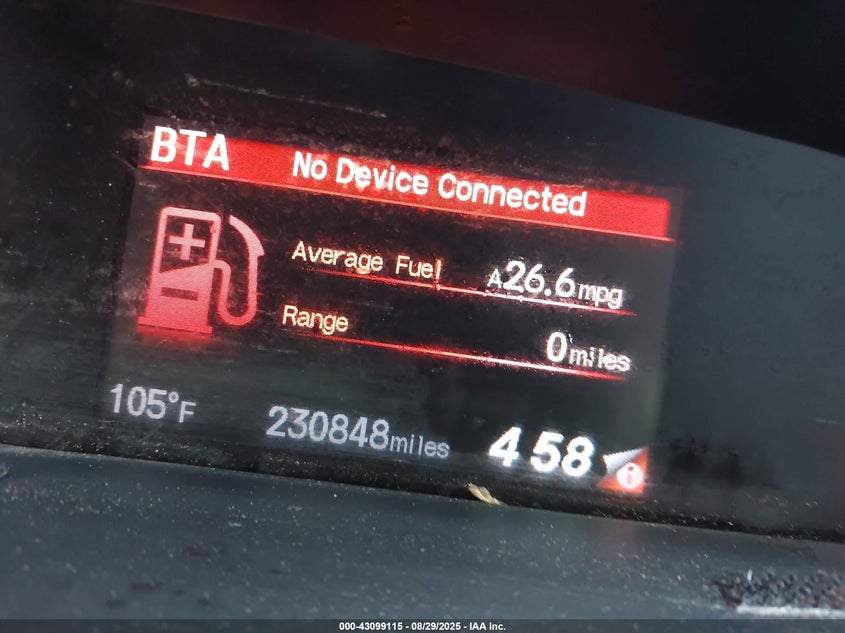 BTA No Device Connected
Average Fuel A26.6mpg
Range 0miles
105°F 230848miles 4 58 i
000-43099115 - 08/29/2025 - IAA Inc.